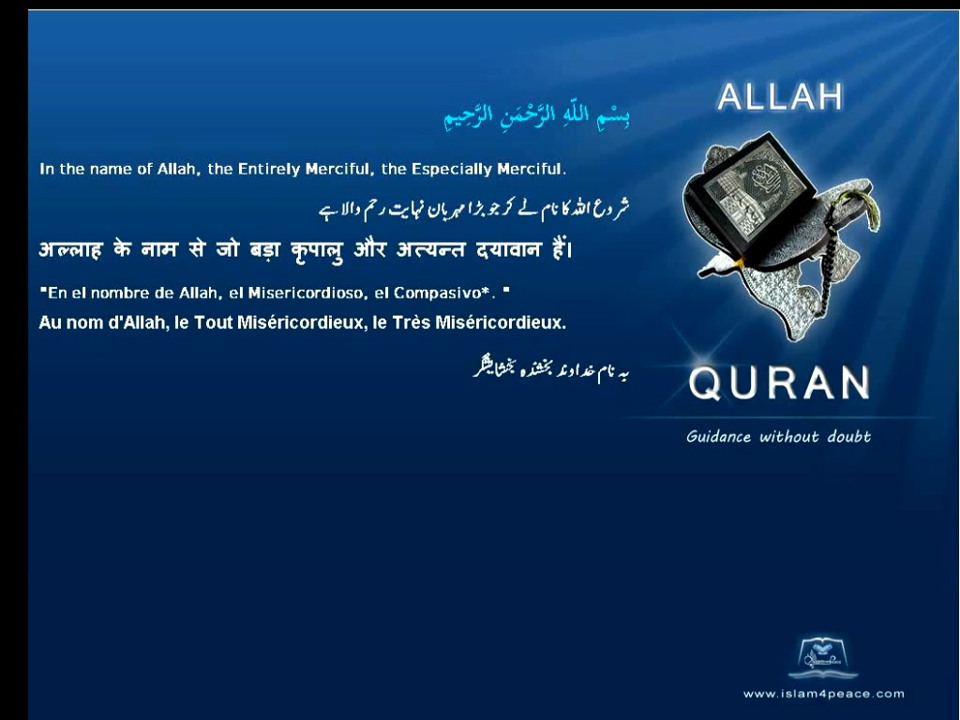 بِسْمِ اللّهِ الرَّحْمَنِ الرَّحِيمِ
In the name of Allah, the Entirely Merciful, the Especially Merciful.
شروع اللہ کا نام لے کر جو بڑا مہربان نہایت رحم والا ہے
अल्लाह के नाम से जो बड़ा कृपालु और अत्यन्त दयावान हैं।
"En el nombre de Allah, el Misericordioso, el Compasivo*. "
Au nom d'Allah, le Tout Miséricordieux, le Très Miséricordieux.
به نام خداوند بخشنده بخشایشگر
ALLAH
QURAN
Guidance without doubt
www.islam4peace.com